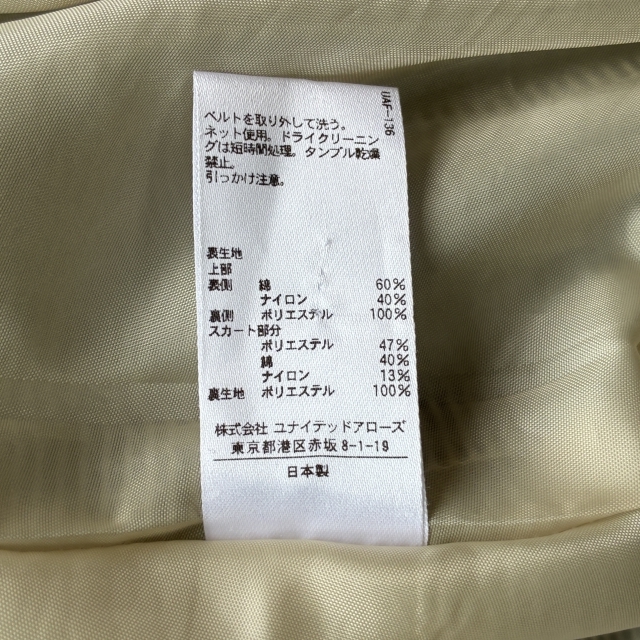 UAF-136
ベルトを取り外して洗う。
ネット使用。ドライクリーニン
グは短時間処理。タンブル乾燥
禁止。
引っかけ注意。
表生地
上部
表側 綿 60%
ナイロン 40%
裏側 ポリエステル 100%
スカート部分
ポリエステル 47%
綿 40%
ナイロン 13%
裏生地 ポリエステル 100%
株式会社 ユナイテッドアローズ
東京都港区赤坂8-1-19
日本製